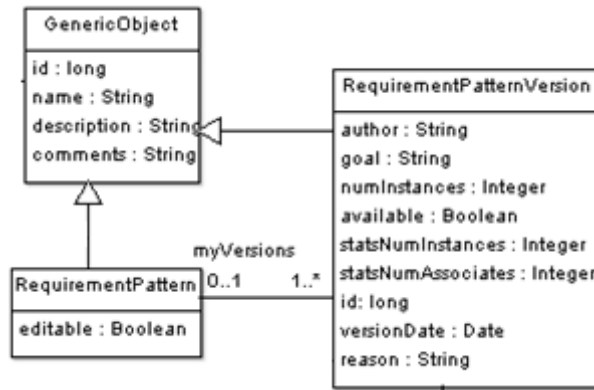 GenericObject
id : long
name : String
description : String
comments : String
RequirementPatternVersion
author : String
goal : String
numInstances : Integer
available : Boolean
statsNumInstances : Integer
statsNumAssociates : Integer
id: long
versionDate : Date
reason : String
myVersions
0..1 1..*
RequirementPattern
editable : Boolean